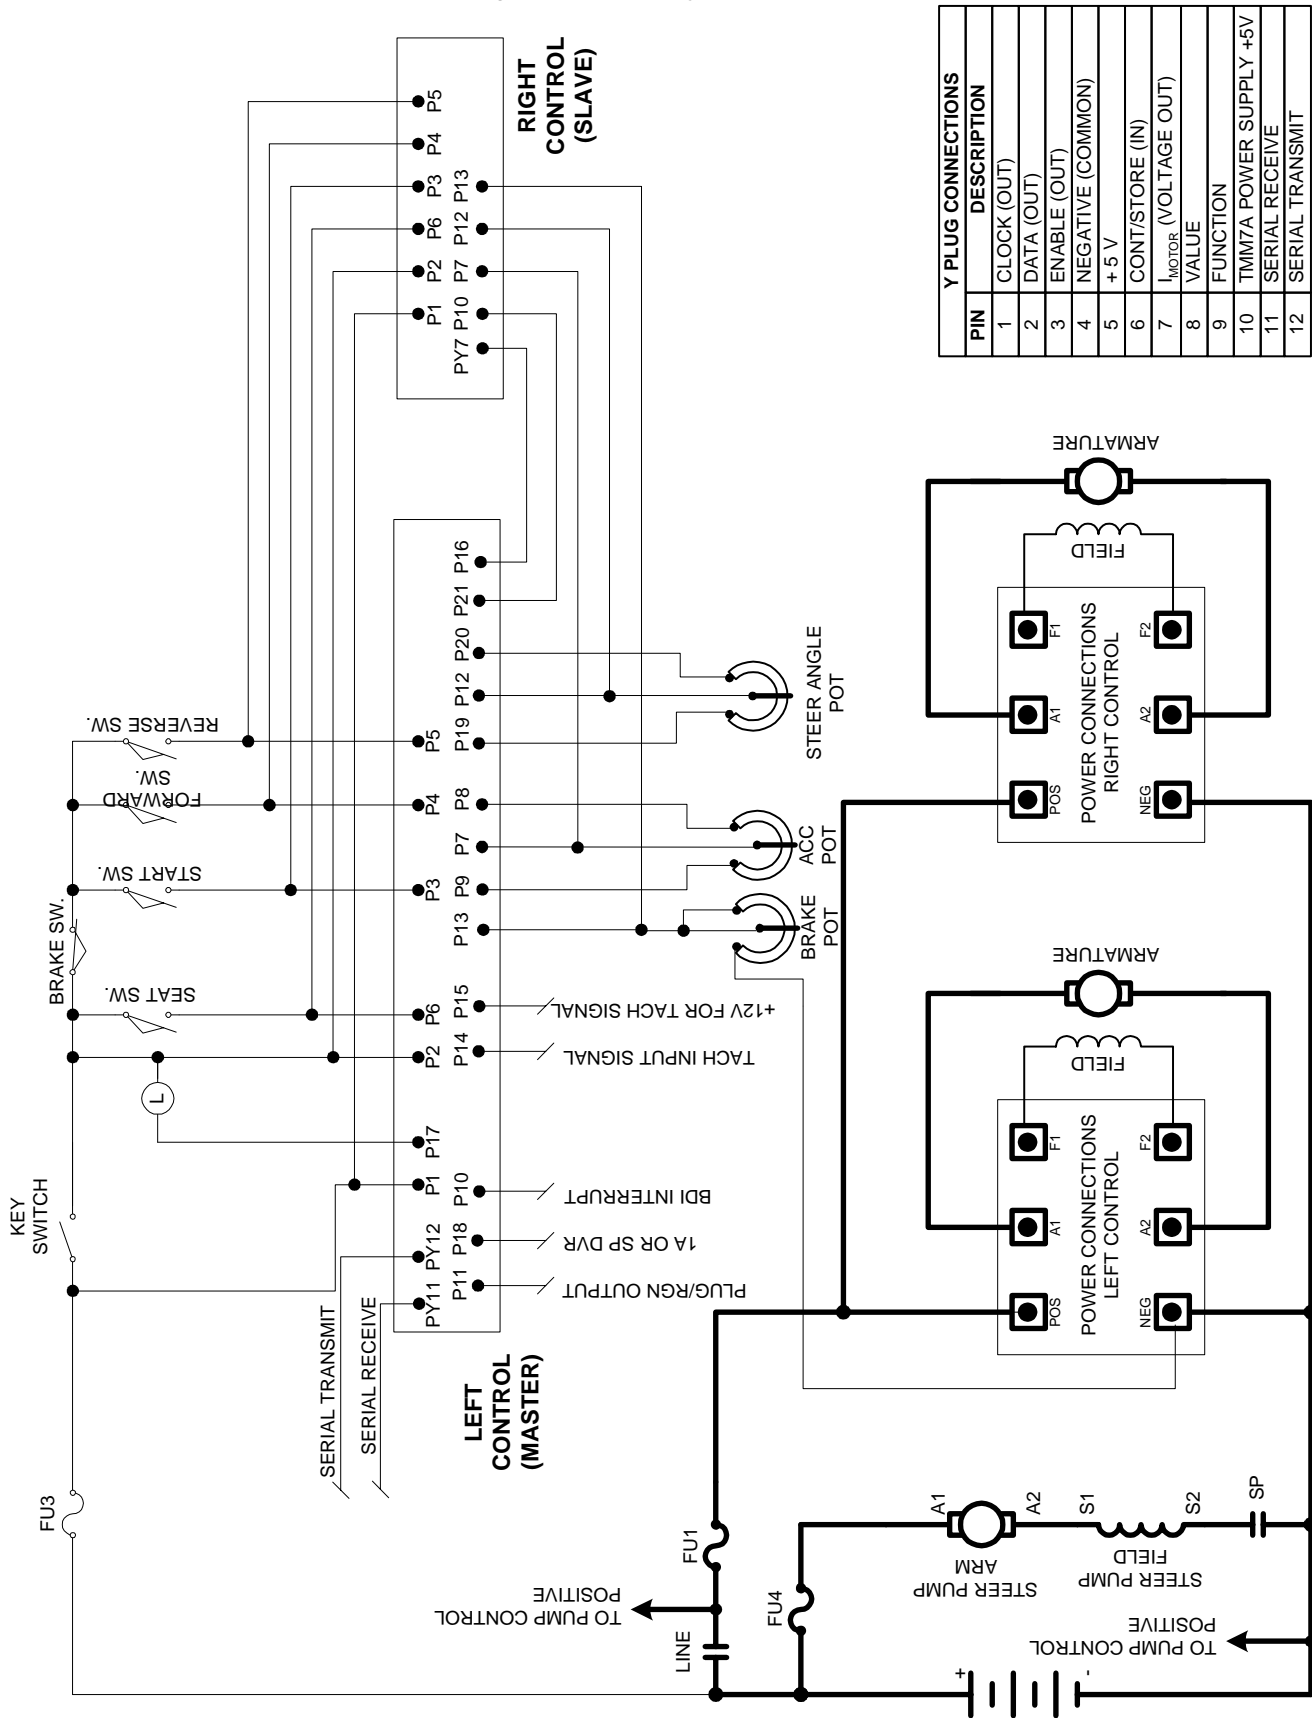 FU3
KEY
SWITCH
BRAKE SW.
SEAT SW.
START SW.
FORWARD
SW.
REVERSE SW.
L
SERIAL TRANSMIT
SERIAL RECEIVE
LEFT
CONTROL
(MASTER)
PY11
PY12
P1
P17
P2
P6
P3
P4
P5
P11
P18
P10
P14
P15
P13
P9
P7
P8
P19
P12
P20
P21
P16
PLUG/RGN OUTPUT
1A OR SP DVR
BDI INTERRUPT
TACH INPUT SIGNAL
+12V FOR TACH SIGNAL
RIGHT
CONTROL
(SLAVE)
P1
P2
P6
P3
P4
P5
PY7
P10
P7
P12
P13
BRAKE
POT
ACC
POT
STEER ANGLE
POT
LINE
FU1
FU4
TO PUMP CONTROL
POSITIVE
TO PUMP CONTROL
POSITIVE
+
-
STEER PUMP
ARM
A1
A2
STEER PUMP
FIELD
S1
S2
SP
POWER CONNECTIONS
LEFT CONTROL
POS
NEG
A1
A2
F1
F2
FIELD
ARMATURE
POWER CONNECTIONS
RIGHT CONTROL
POS
NEG
A1
A2
F1
F2
FIELD
ARMATURE
Y PLUG CONNECTIONS
PIN DESCRIPTION
1 CLOCK (OUT)
2 DATA (OUT)
3 ENABLE (OUT)
4 NEGATIVE (COMMON)
5 + 5 V
6 CONT/STORE (IN)
7 IMOTOR (VOLTAGE OUT)
8 VALUE
9 FUNCTION
10 TMM7A POWER SUPPLY +5V
11 SERIAL RECEIVE
12 SERIAL TRANSMIT